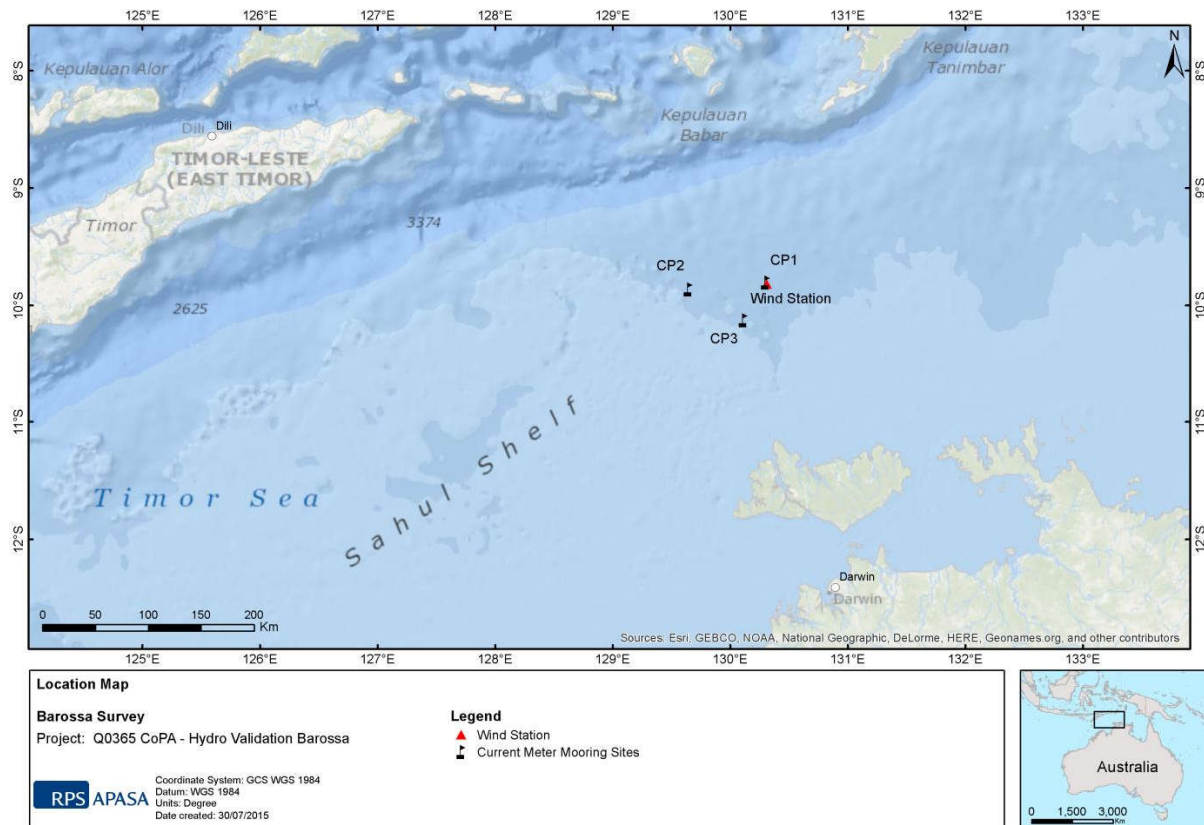 125°E 126°E 127°E 128°E 129°E 130°E 131°E 132°E 133°E
N
8°S
8°S
Kepulauan Alor
Kepulauan
Tanimbar
Kepulauan
Babar
Dili
Dili
TIMOR-LESTE
(EAST TIMOR)
9°S
9°S
Timor
3374
2625
CP2
CP1
Wind Station
CP3
10°S
10°S
11°S
11°S
Sahul Shelf
Timor Sea
12°S
12°S
Darwin
Darwin
0 50 100 150 200
Km
Sources: Esri, GEBCO, NOAA, National Geographic, DeLorme, HERE, Geonames.org, and other contributors
125°E 126°E 127°E 128°E 129°E 130°E 131°E 132°E 133°E
Location Map
Barossa Survey
Project: Q0365 CoPA - Hydro Validation Barossa
Legend
Wind Station
Current Meter Mooring Sites
RPS APASA
Coordinate System: GCS WGS 1984
Datum: WGS 1984
Units: Degree
Date created: 30/07/2015
Australia
0 1,500 3,000
Km